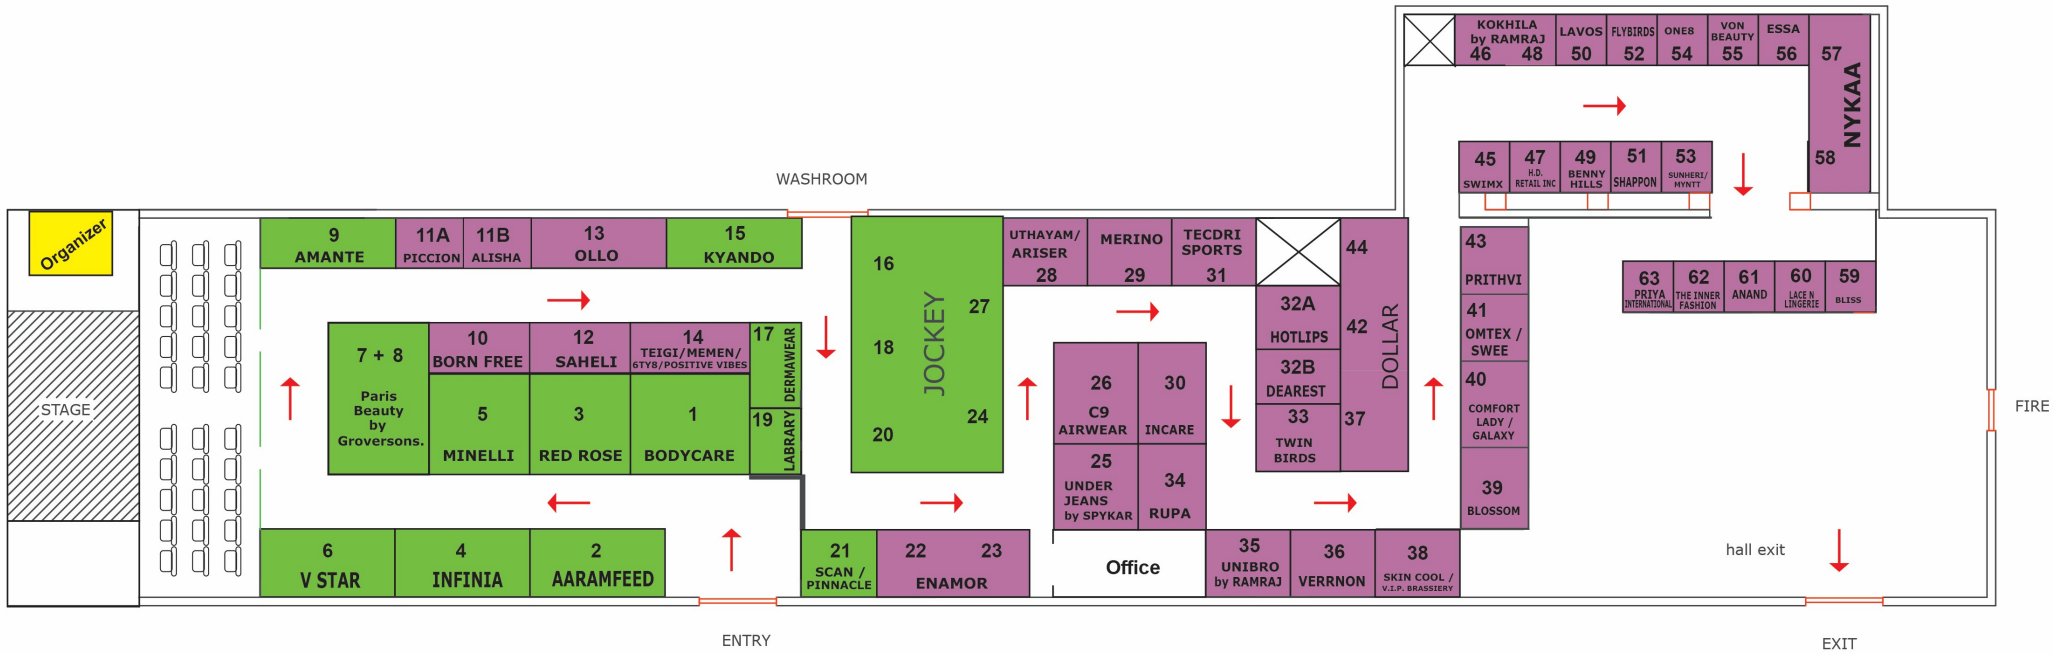 KOKHILA
by RAMRAJ
46 48
LAVOS
50
FLYBIRDS
52
ONE8
54
VON
BEAUTY
55
ESSA
56
57
NYKAA
58
45
SWIMX
47
H.D.
RETAIL INC
49
BENNY
HILLS
51
SHAPPON
53
SUNHERI/
MYNTT
WASHROOM
Organizer
STAGE
9
AMANTE
11A
PICCION
11B
ALISHA
13
OLLO
15
KYANDO
7 + 8
Paris
Beauty
by
Groversons.
10
BORN FREE
12
SAHELI
14
TEIGI/MEMEN/
6TY8/POSITIVE VIBES
17
DERMAWEAR
5
MINELLI
3
RED ROSE
1
BODYCARE
19
LABRARY
6
V STAR
4
INFINIA
2
AARAMFEED
16
27
JOCKEY
18
20
24
21
SCAN /
PINNACLE
22 23
ENAMOR
UTHAYAM/
ARISER
28
MERINO
29
TECDRI
SPORTS
31
26
C9
AIRWEAR
30
INCARE
25
UNDER
JEANS
by SPYKAR
34
RUPA
Office
32A
HOTLIPS
32B
DEAREST
33
TWIN
BIRDS
44
42
DOLLAR
37
35
UNIBRO
by RAMRAJ
36
VERRNON
38
SKIN COOL /
V.I.P. BRASSIERY
43
PRITHVI
41
OMTEX /
SWEE
40
COMFORT
LADY /
GALAXY
39
BLOSSOM
63
PRIYA
INTERNATIONAL
62
THE INNER
FASHION
61
ANAND
60
LACE N
LINGERIE
59
BLISS
FIRE
hall exit
ENTRY
EXIT